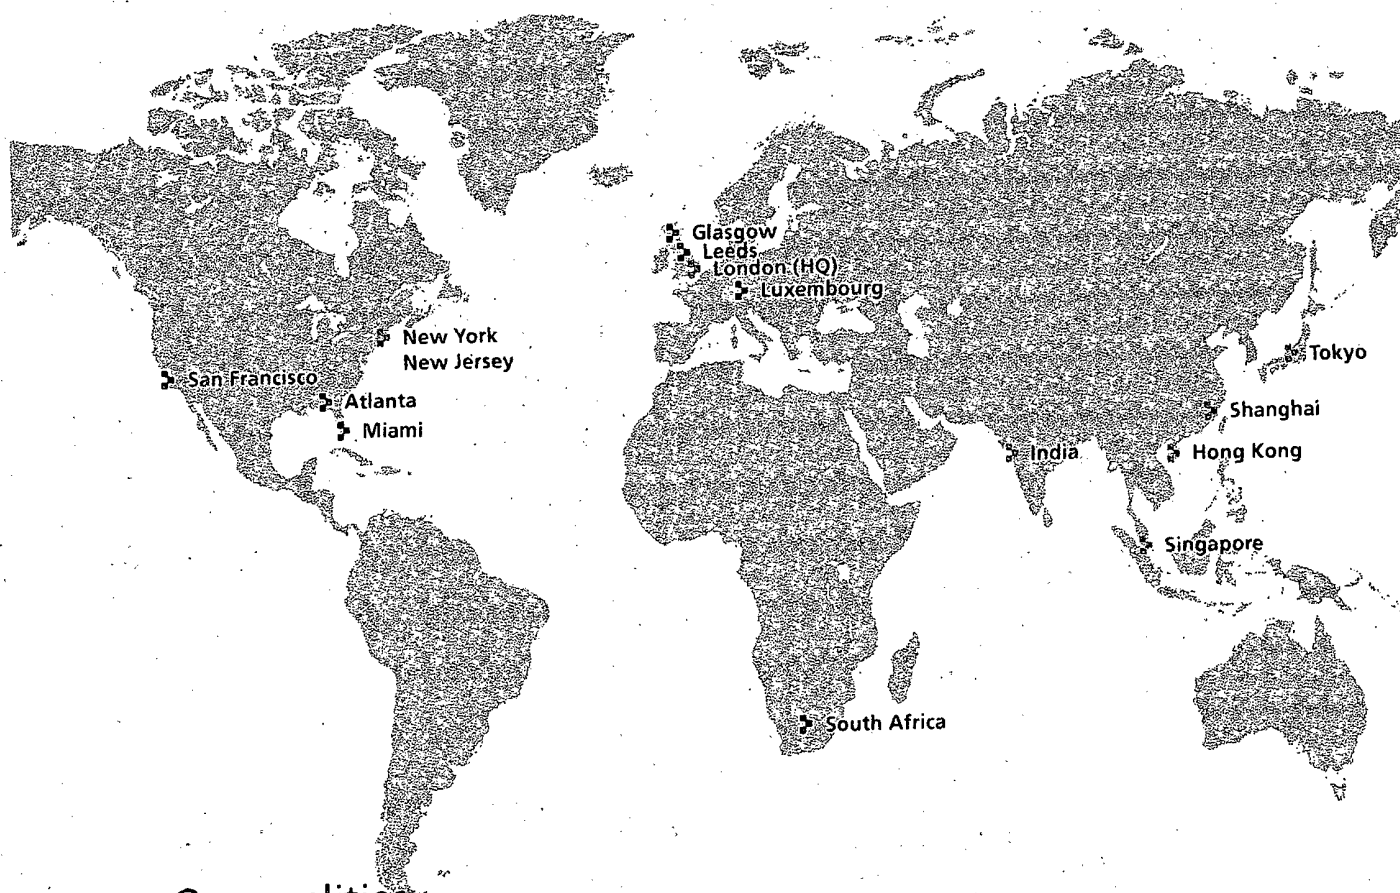 Glasgow
Leeds
London (HQ)
Luxembourg
New York
New Jersey
San Francisco
Atlanta
Miami
Tokyo
Shanghai
India
Hong Kong
Singapore
South Africa